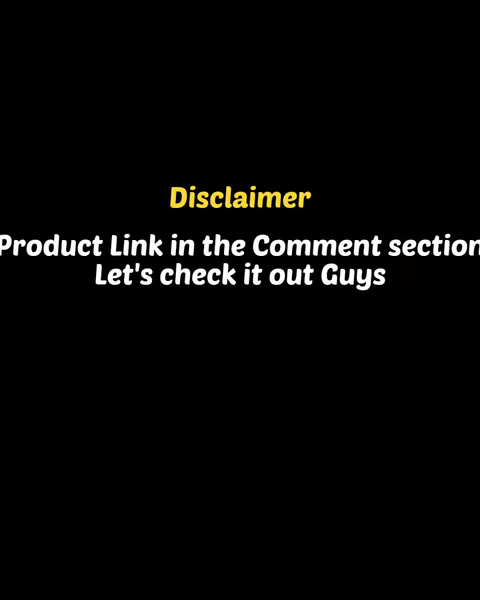 Disclaimer
Product Link in the Comment section
Let's check it out Guys